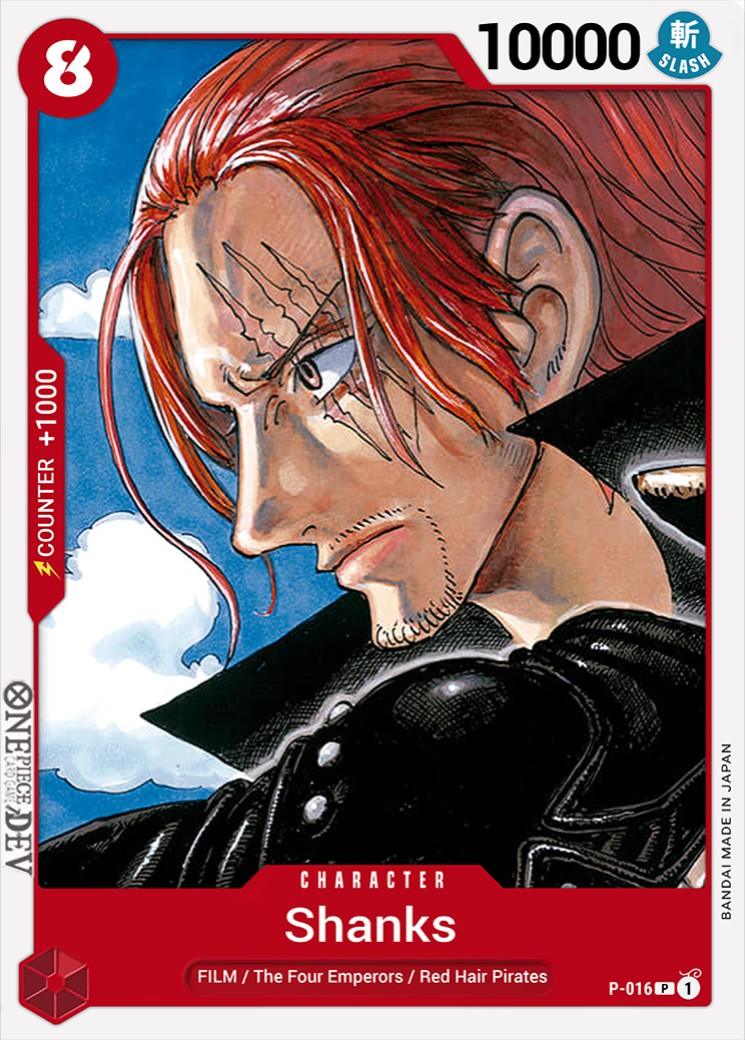 8
10000
斬
SLASH
COUNTER +1000
ONE PIECE
CARD GAME
.DEV
BANDAI MADE IN JAPAN
CHARACTER
Shanks
FILM / The Four Emperors / Red Hair Pirates
P-016 P 1